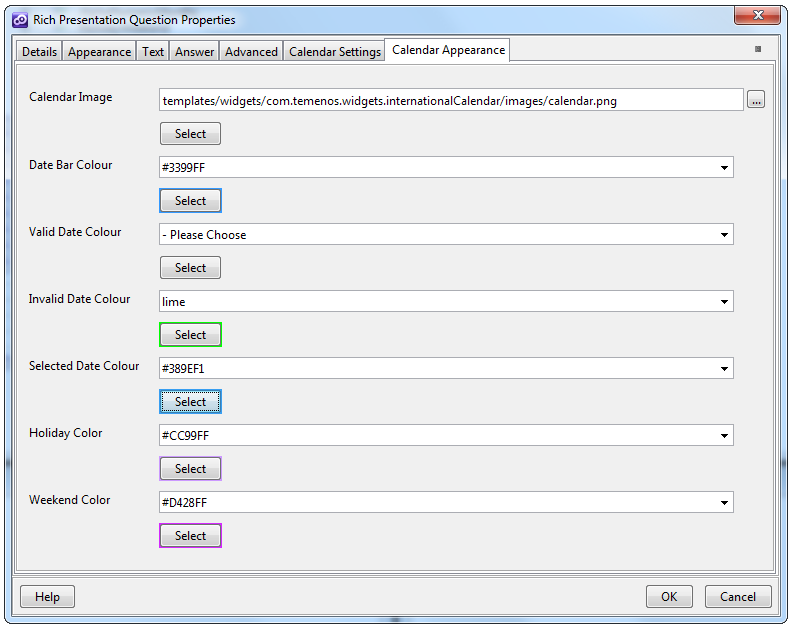 Rich Presentation Question Properties
Details Appearance Text Answer Advanced Calendar Settings Calendar Appearance
Calendar Image templates/widgets/com.temenos.widgets.internationalCalendar/images/calendar.png ...
Select
Date Bar Colour #3399FF
Select
Valid Date Colour - Please Choose
Select
Invalid Date Colour lime
Select
Selected Date Colour #389EF1
Select
Holiday Color #CC99FF
Select
Weekend Color #D428FF
Select
Help OK Cancel